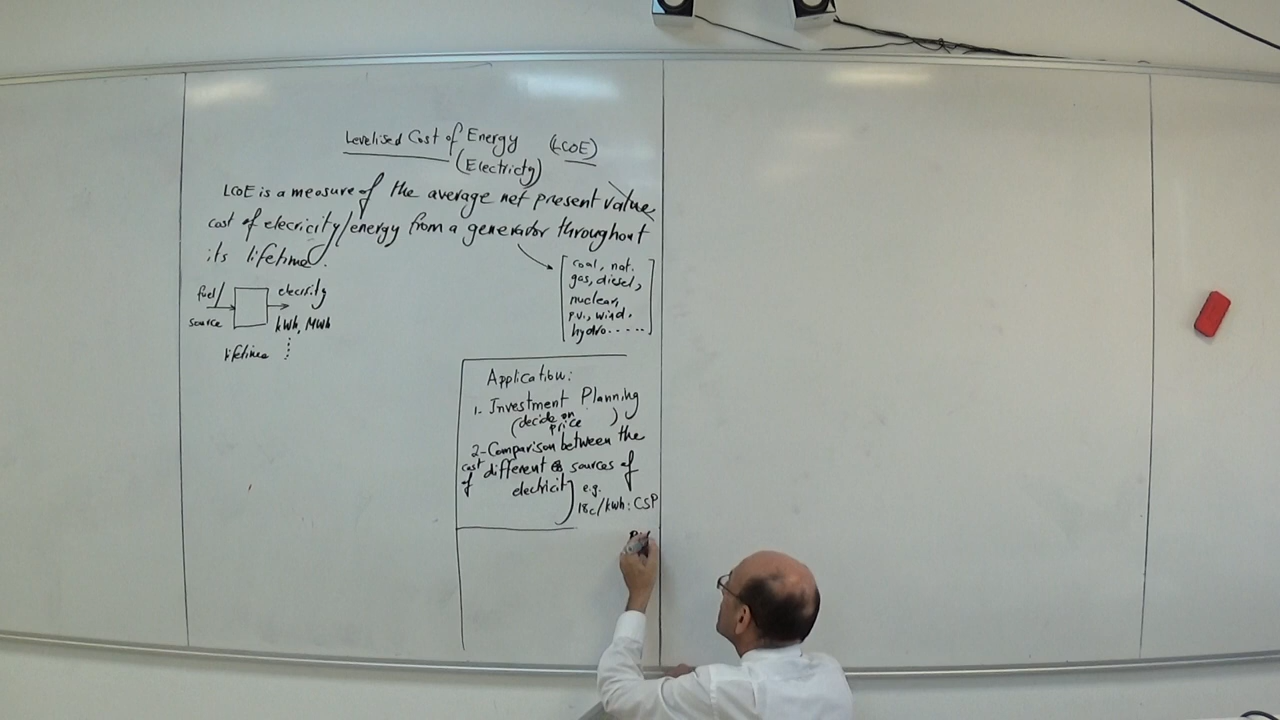 Levelised Cost of Energy (LCOE)
(Electricity)
LCOE is a measure of the average net present value
cost of elecricity/energy from a generator throughout
its lifetime.
fuel/
source
electricity
kWh, MWh
lifetime
coal, nat.
gas, diesel,
nuclear,
p.v., wind,
hydro.....
Application:
1- Investment Planning
(decide on
price)
2- Comparison between the
cost of different sources of
electricity
e.g.
18c/kWh: CSP